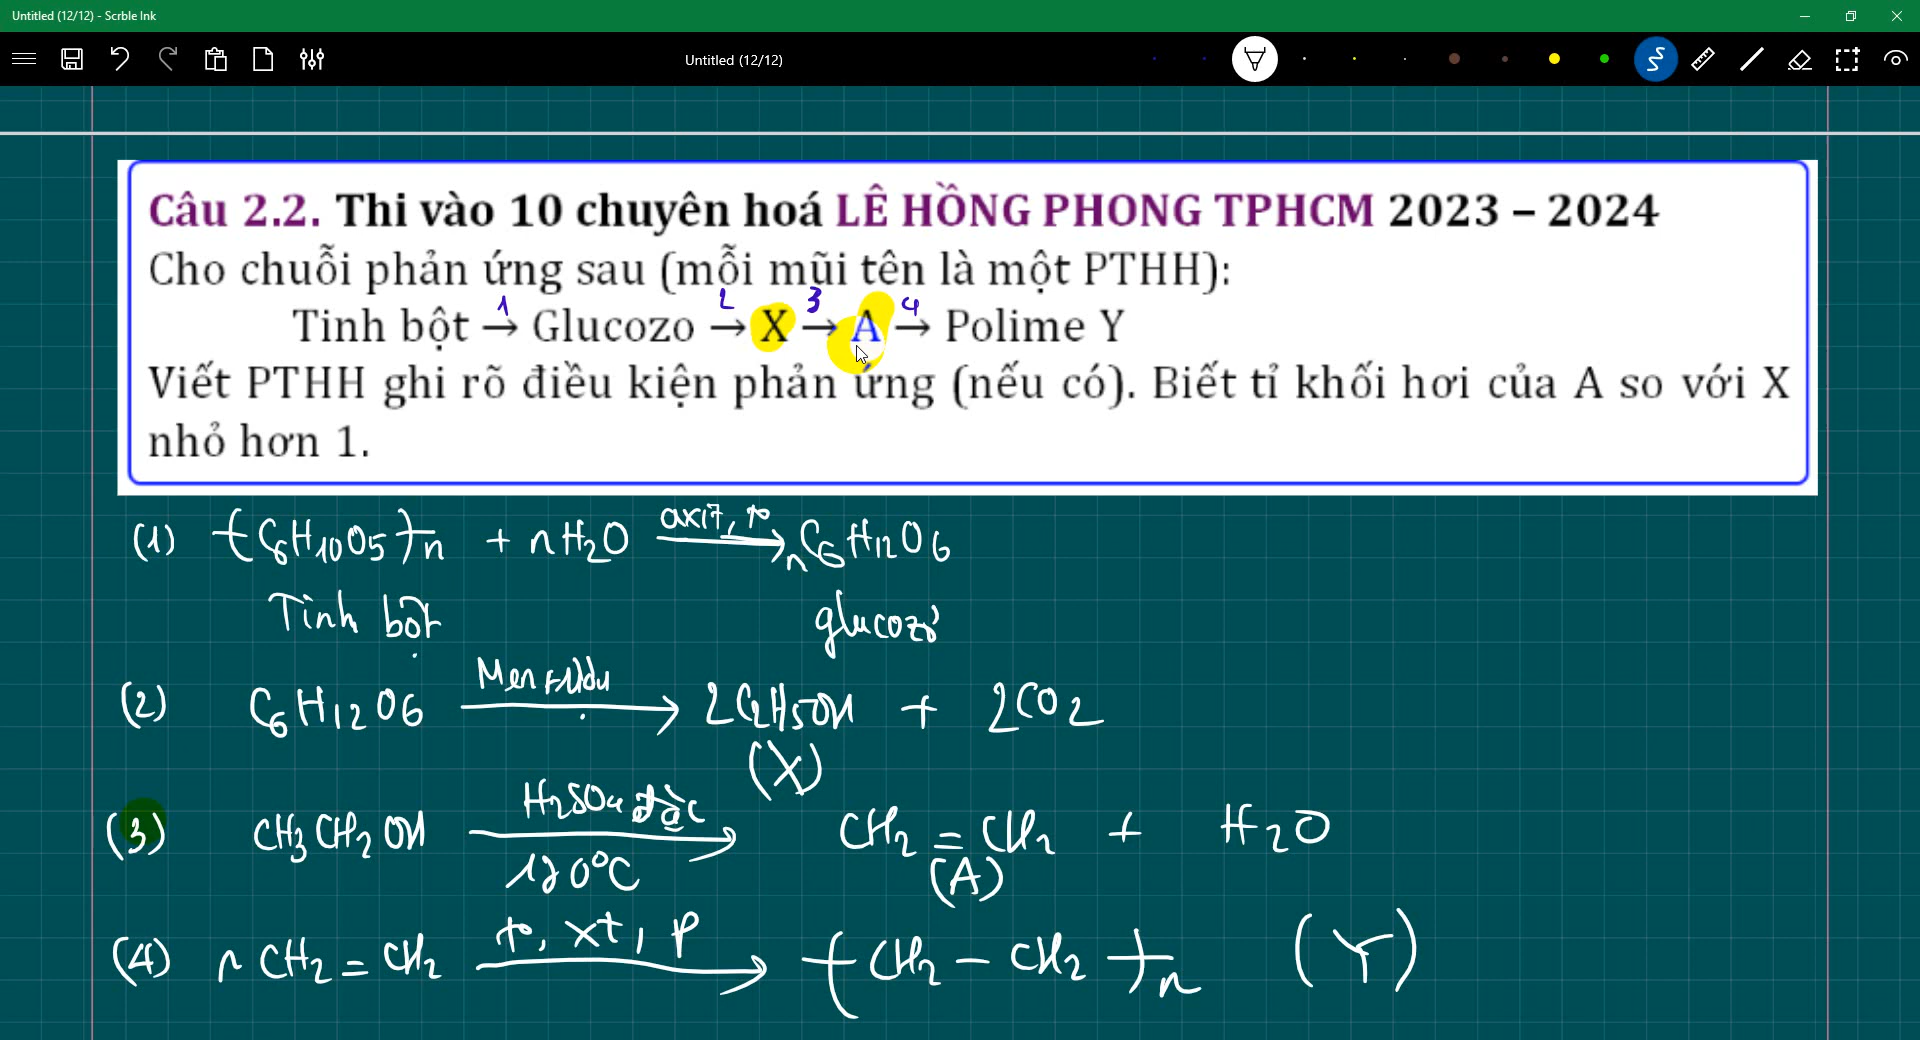 Untitled (12/12) - Scrble Ink
Untitled (12/12)
Câu 2.2. Thi vào 10 chuyên hoá LÊ HỒNG PHONG TPHCM 2023 – 2024
Cho chuỗi phản ứng sau (mỗi mũi tên là một PTHH):
1 2 3 4
Tinh bột → Glucozo → X → A → Polime Y
Viết PTHH ghi rõ điều kiện phản ứng (nếu có). Biết tỉ khối hơi của A so với X
nhỏ hơn 1.
axit, t°
(1) (C6H10O5)n + nH2O → nC6H12O6
Tinh bột glucozơ
Men rượu
(2) C6H12O6 → 2C2H5OH + 2CO2
(X)
H2SO4 đặc
(3) CH3CH2OH → CH2 = CH2 + H2O
180°C (A)
t°, xt, p
(4) n CH2 = CH2 → (CH2 – CH2)n (Y)